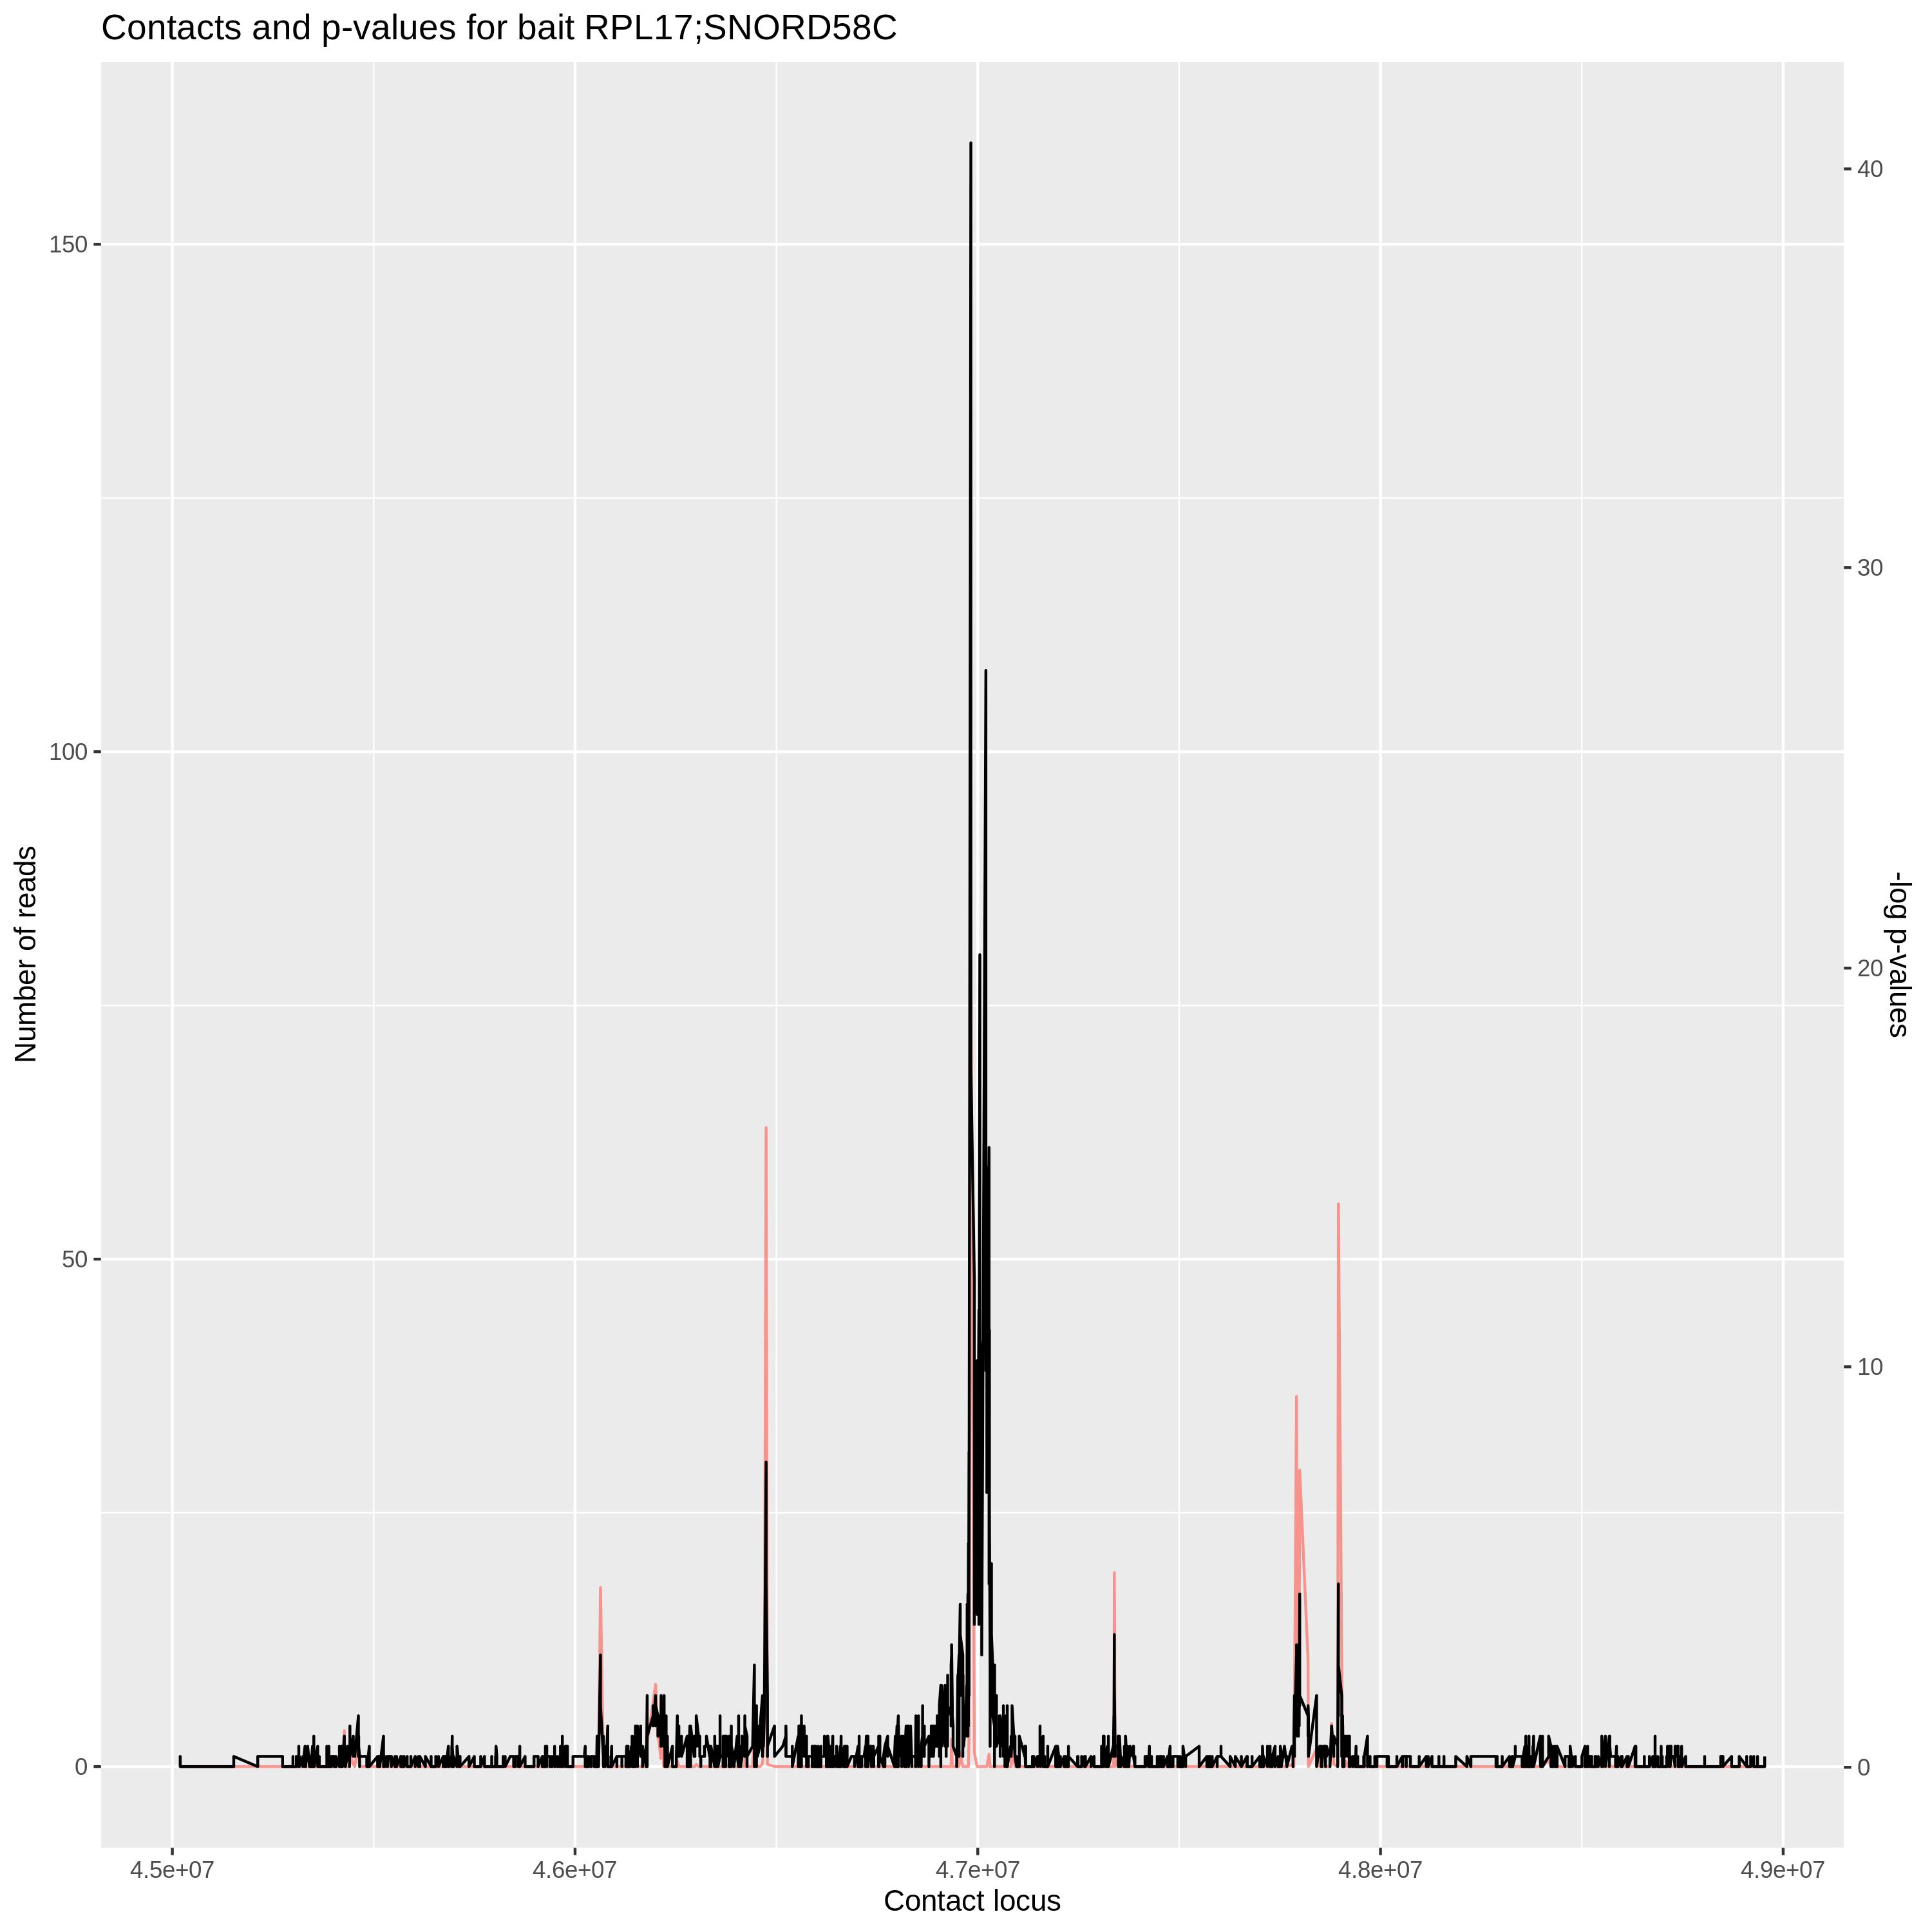 Contacts and p-values for bait RPL17;SNORD58C
150
100
50
0
Number of reads
40
30
20
10
0
-log p-values
4.5e+07 4.6e+07 4.7e+07 4.8e+07 4.9e+07
Contact locus